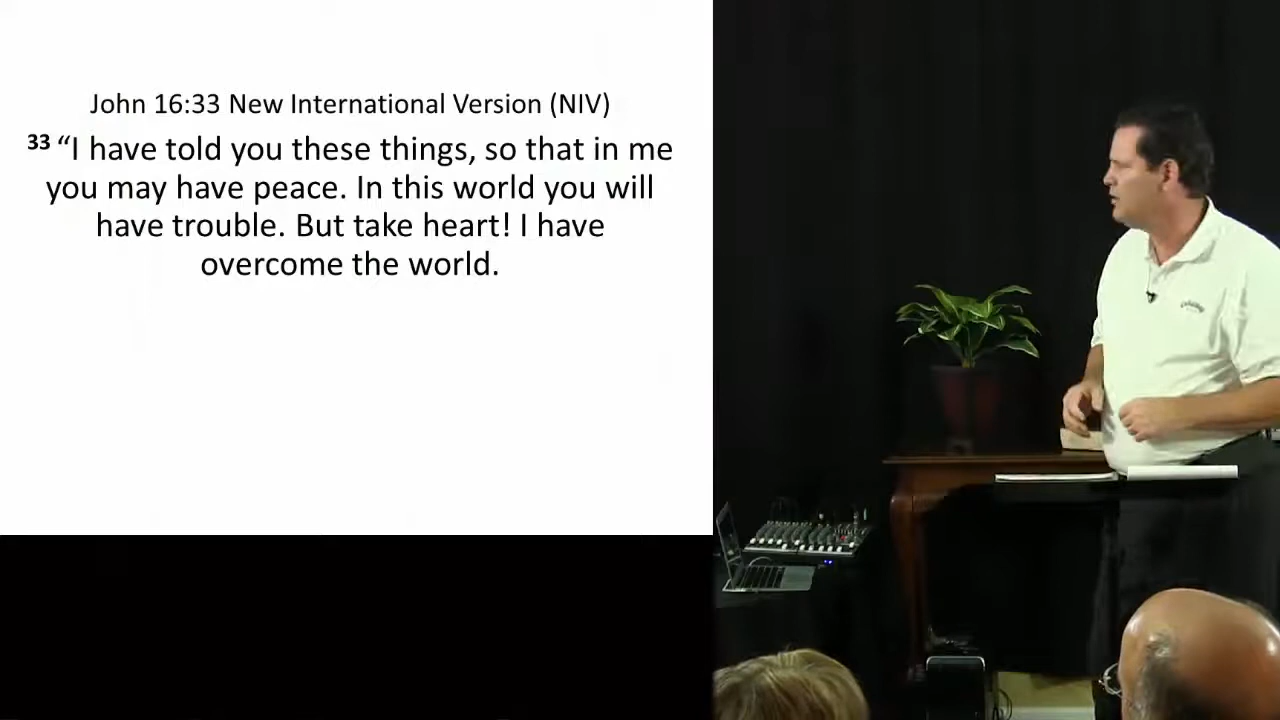 John 16:33 New International Version (NIV)
33 “I have told you these things, so that in me
you may have peace. In this world you will
have trouble. But take heart! I have
overcome the world.